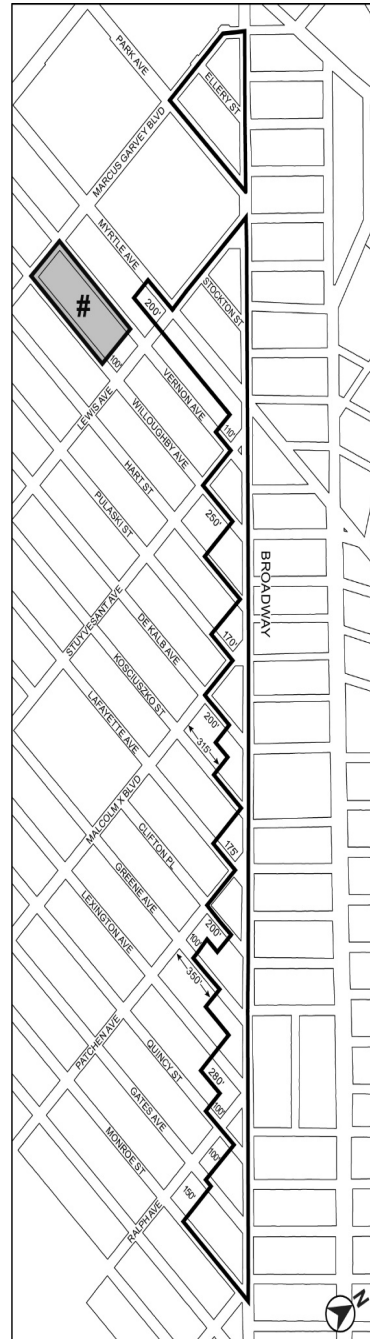 PARK AVE
ELLERY ST
MARCUS GARVEY BLVD
MYRTLE AVE
STOCKTON ST
200'
#
100'
LEWIS AVE
VERNON AVE
110'
WILLOUGHBY AVE
HART ST
250'
PULASKI ST
BROADWAY
STUYVESANT AVE
170'
DE KALB AVE
KOSCIUSZKO ST
200'
315'
LAFAYETTE AVE
MALCOLM X BLVD
175'
CLIFTON PL
GREENE AVE
200'
100'
LEXINGTON AVE
350'
PATCHEN AVE
QUINCY ST
280'
100'
GATES AVE
100'
MONROE ST
150'
RALPH AVE
N